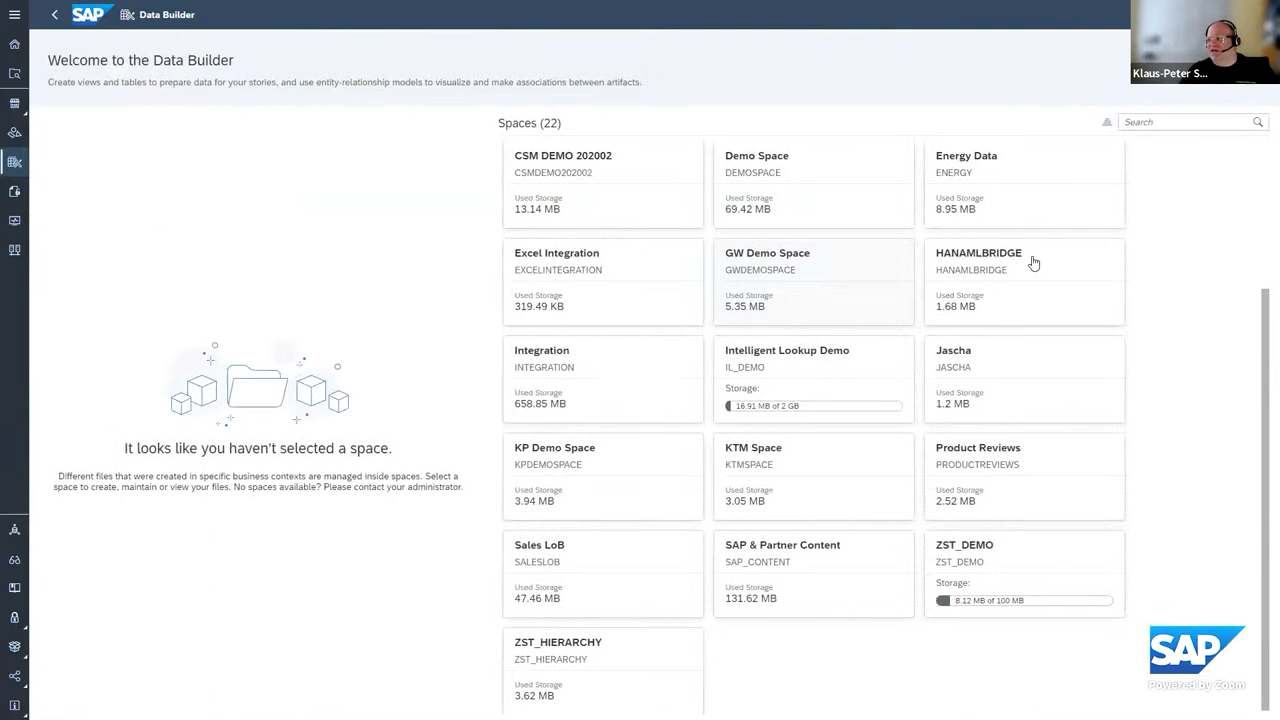 SAP
Data Builder
Klaus-Peter S...
Welcome to the Data Builder
Create views and tables to prepare data for your stories, and use entity-relationship models to visualize and make associations between artifacts.
Spaces (22)
Search
CSM DEMO 202002
CSMDEMO202002
Used Storage
13.14 MB
Demo Space
DEMOSPACE
Used Storage
69.42 MB
Energy Data
ENERGY
Used Storage
8.95 MB
Excel Integration
EXCELINTEGRATION
Used Storage
319.49 KB
GW Demo Space
GWDEMOSPACE
Used Storage
5.35 MB
HANAMLBRIDGE
HANAMLBRIDGE
Used Storage
1.68 MB
Integration
INTEGRATION
Used Storage
658.85 MB
Intelligent Lookup Demo
IL_DEMO
Storage:
16.91 MB of 2 GB
Jascha
JASCHA
Used Storage
1.2 MB
It looks like you haven't selected a space.
Different files that were created in specific business contexts are managed inside spaces. Select a
space to create, maintain or view your files. No spaces available? Please contact your administrator.
KP Demo Space
KPDEMOSPACE
Used Storage
3.94 MB
KTM Space
KTMSPACE
Used Storage
3.05 MB
Product Reviews
PRODUCTREVIEWS
Used Storage
2.52 MB
Sales LoB
SALESLOB
Used Storage
47.46 MB
SAP & Partner Content
SAP_CONTENT
Used Storage
131.62 MB
ZST_DEMO
ZST_DEMO
Storage:
8.12 MB of 100 MB
ZST_HIERARCHY
ZST_HIERARCHY
Used Storage
3.62 MB
SAP
Powered by Zoom